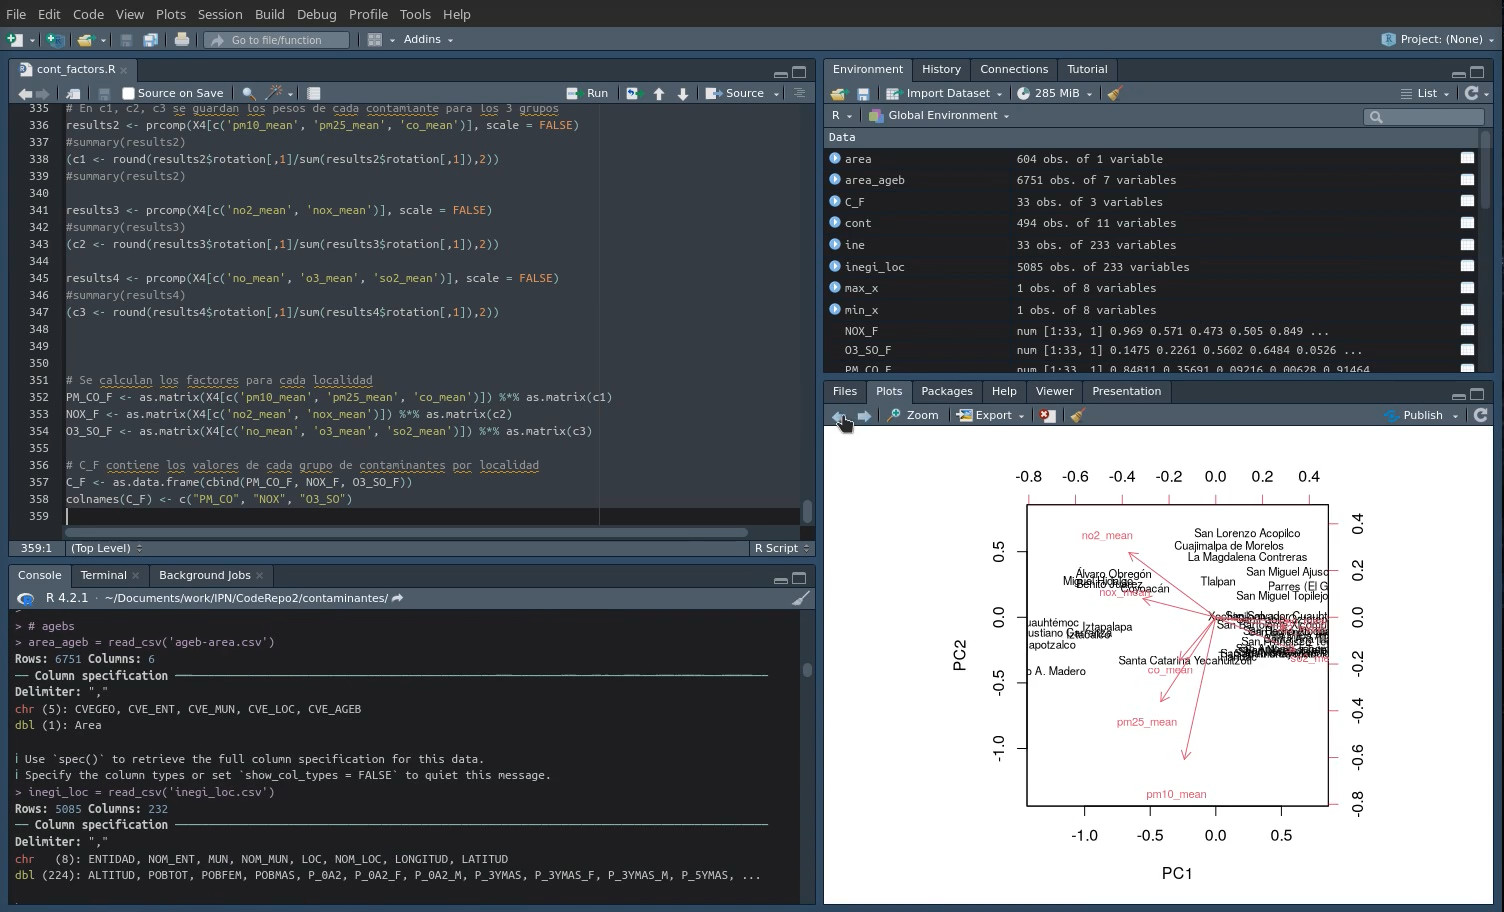 File Edit Code View Plots Session Build Debug Profile Tools Help
Go to file/function Addins Project: (None)
cont_factors.R
Source on Save Run Source
335 # En c1, c2, c3 se guardan los pesos de cada contamiante para los 3 grupos
336 results2 <- prcomp(X4[c('pm10_mean', 'pm25_mean', 'co_mean')], scale = FALSE)
337 #summary(results2)
338 (c1 <- round(results2$rotation[,1]/sum(results2$rotation[,1]),2))
339 #summary(results2)
340
341 results3 <- prcomp(X4[c('no2_mean', 'nox_mean')], scale = FALSE)
342 #summary(results3)
343 (c2 <- round(results3$rotation[,1]/sum(results3$rotation[,1]),2))
344
345 results4 <- prcomp(X4[c('no_mean', 'o3_mean', 'so2_mean')], scale = FALSE)
346 #summary(results4)
347 (c3 <- round(results4$rotation[,1]/sum(results4$rotation[,1]),2))
348
349
350
351 # Se calculan los factores para cada localidad
352 PM_CO_F <- as.matrix(X4[c('pm10_mean', 'pm25_mean', 'co_mean')]) %*% as.matrix(c1)
353 NOX_F <- as.matrix(X4[c('no2_mean', 'nox_mean')]) %*% as.matrix(c2)
354 O3_SO_F <- as.matrix(X4[c('no_mean', 'o3_mean', 'so2_mean')]) %*% as.matrix(c3)
355
356 # C_F contiene los valores de cada grupo de contaminantes por localidad
357 C_F <- as.data.frame(cbind(PM_CO_F, NOX_F, O3_SO_F))
358 colnames(C_F) <- c("PM_CO", "NOX", "O3_SO")
359
359:1 (Top Level) R Script
Console Terminal Background Jobs
R 4.2.1 · ~/Documents/work/IPN/CodeRepo2/contaminantes/
>
> # agebs
> area_ageb = read_csv('ageb-area.csv')
Rows: 6751 Columns: 6
── Column specification ──
Delimiter: ","
chr (5): CVEGEO, CVE_ENT, CVE_MUN, CVE_LOC, CVE_AGEB
dbl (1): Area
i Use `spec()` to retrieve the full column specification for this data.
i Specify the column types or set `show_col_types = FALSE` to quiet this message.
> inegi_loc = read_csv('inegi_loc.csv')
Rows: 5085 Columns: 232
── Column specification ──
Delimiter: ","
chr (8): ENTIDAD, NOM_ENT, MUN, NOM_MUN, LOC, NOM_LOC, LONGITUD, LATITUD
dbl (224): ALTITUD, POBTOT, POBFEM, POBMAS, P_0A2, P_0A2_F, P_0A2_M, P_3YMAS, P_3YMAS_F, P_3YMAS_M, P_5YMAS, ...
Environment History Connections Tutorial
Import Dataset 285 MiB List
R Global Environment
Data
area 604 obs. of 1 variable
area_ageb 6751 obs. of 7 variables
C_F 33 obs. of 3 variables
cont 494 obs. of 11 variables
ine 33 obs. of 233 variables
inegi_loc 5085 obs. of 233 variables
max_x 1 obs. of 8 variables
min_x 1 obs. of 8 variables
NOX_F num [1:33, 1] 0.969 0.571 0.473 0.505 0.849 ...
O3_SO_F num [1:33, 1] 0.1475 0.2261 0.5602 0.6484 0.0526 ...
PM_CO_F num [1:33, 1] 0.84811 0.35691 0.09216 0.00628 0.91464
Files Plots Packages Help Viewer Presentation
Zoom Export Publish
-0.8 -0.6 -0.4 -0.2 0.0 0.2 0.4
no2_mean
San Lorenzo Acopilco
Cuajimalpa de Morelos
La Magdalena Contreras
San Miguel Ajusc
Álvaro Obregón
Miguel Hidalgo
Benito Juárez
Coyoacán
Tlalpan
Parres (El G
San Miguel Topilejo
nox_mean
uauhtémoc
Iztapalapa
ustiano Carranza
Iztacalco
apotzalco
o A. Madero
Santa Catarina Yecahuitzotl
co_mean
so2_me
pm25_mean
pm10_mean
0.5
0.0
-0.5
-1.0
0.4
0.2
0.0
-0.2
-0.4
-0.6
-0.8
-1.0 -0.5 0.0 0.5
PC2
PC1